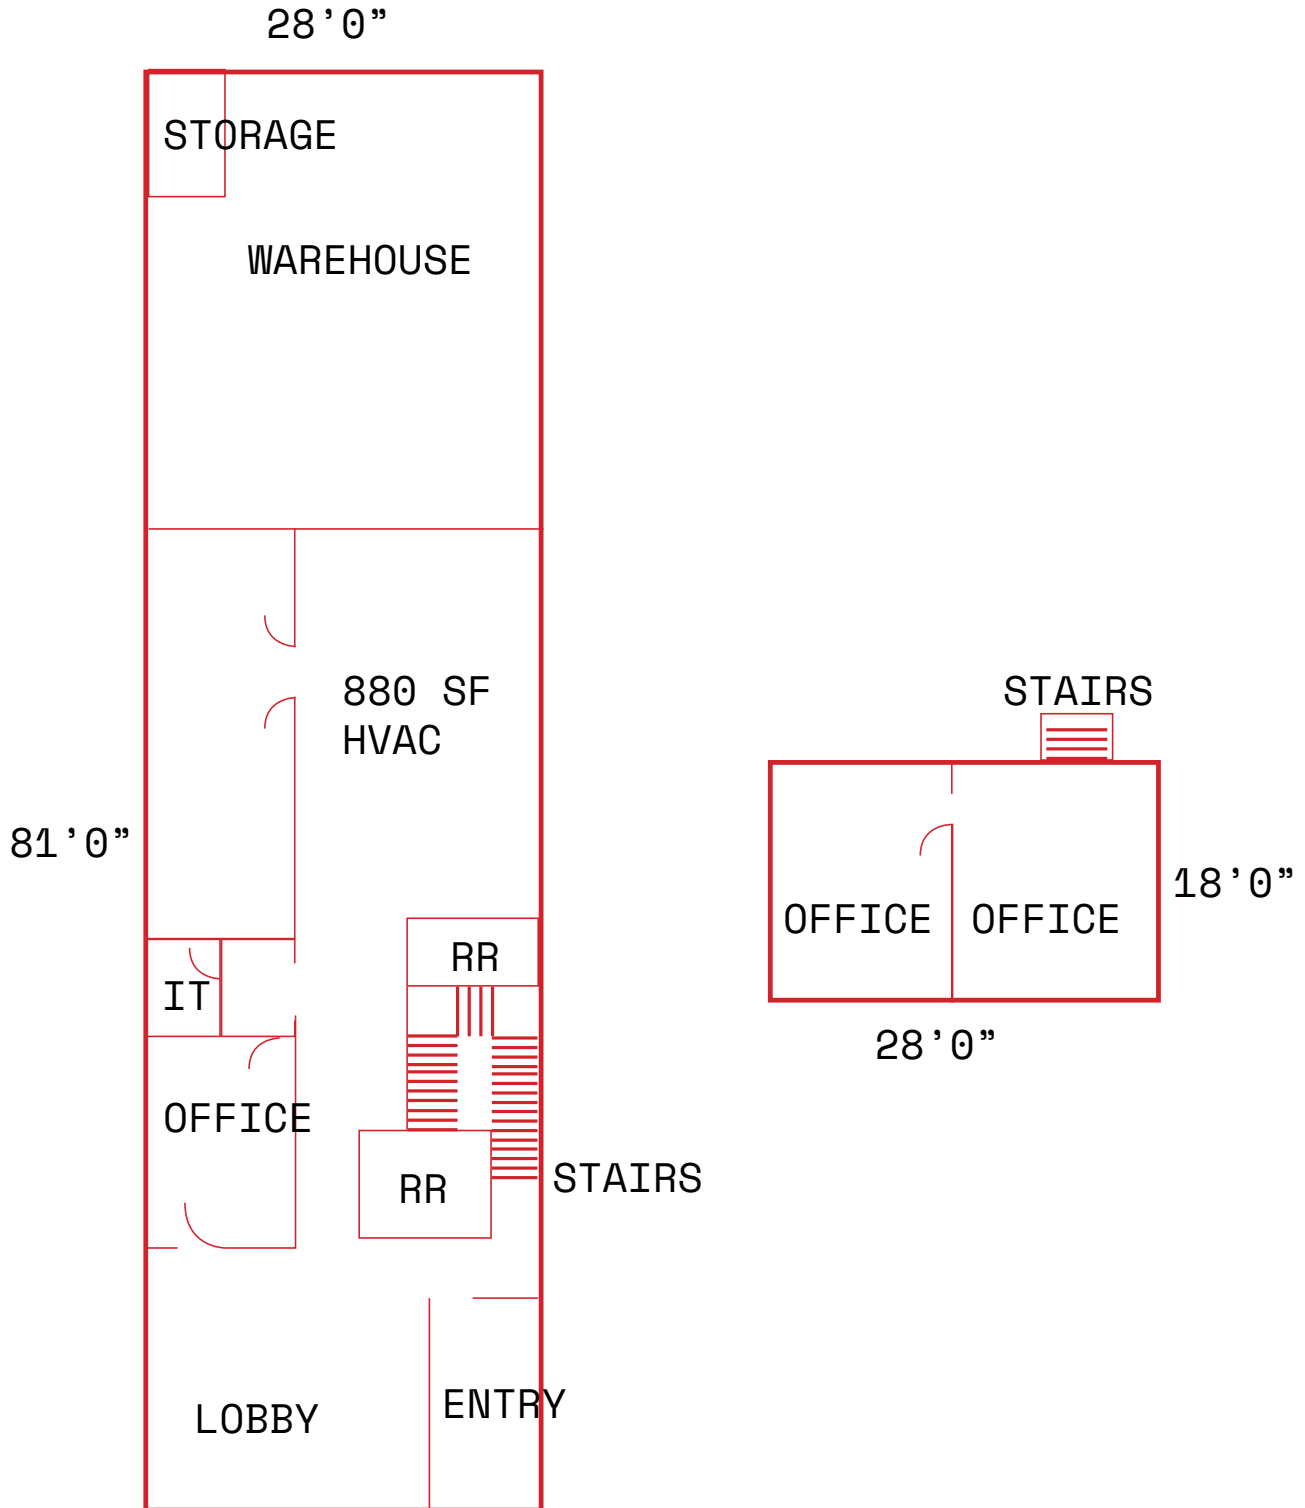 28’0”
STORAGE
WAREHOUSE
880 SF
HVAC
81’0”
RR
IT
OFFICE
RR
STAIRS
LOBBY
ENTRY
STAIRS
OFFICE
OFFICE
18’0”
28’0”